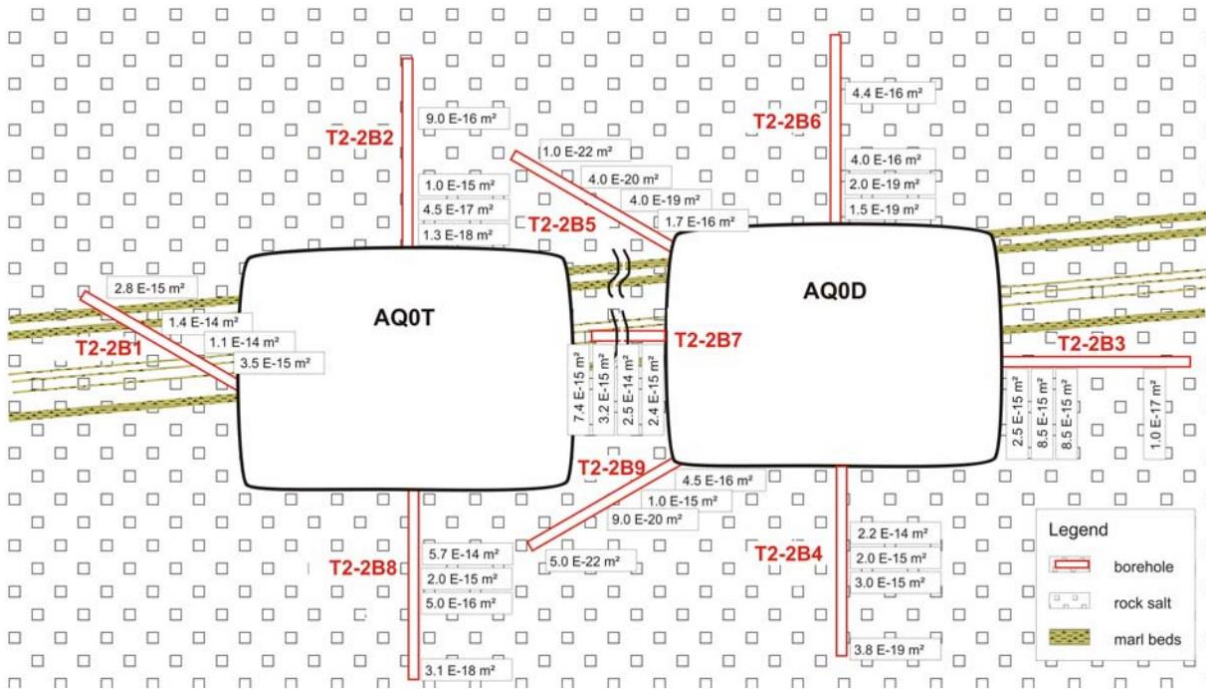 4.4 E-16 m²
T2-2B6
9.0 E-16 m²
T2-2B2
1.0 E-22 m²
4.0 E-16 m²
4.0 E-20 m²
1.0 E-15 m²
2.0 E-19 m²
4.0 E-19 m²
4.5 E-17 m²
1.5 E-19 m²
T2-2B5
1.7 E-16 m²
1.3 E-18 m²
2.8 E-15 m²
AQ0T
AQ0D
1.4 E-14 m²
1.1 E-14 m²
T2-2B1
3.5 E-15 m²
T2-2B7
T2-2B3
7.4 E-15 m²
3.2 E-15 m²
2.5 E-14 m²
2.4 E-15 m²
2.5 E-15 m²
8.5 E-15 m²
8.5 E-15 m²
1.0 E-17 m²
T2-2B9
4.5 E-16 m²
1.0 E-15 m²
9.0 E-20 m²
5.0 E-22 m²
T2-2B8
5.7 E-14 m²
2.0 E-15 m²
5.0 E-16 m²
3.1 E-18 m²
T2-2B4
2.2 E-14 m²
2.0 E-15 m²
3.0 E-15 m²
3.8 E-19 m²
Legend
borehole
rock salt
marl beds